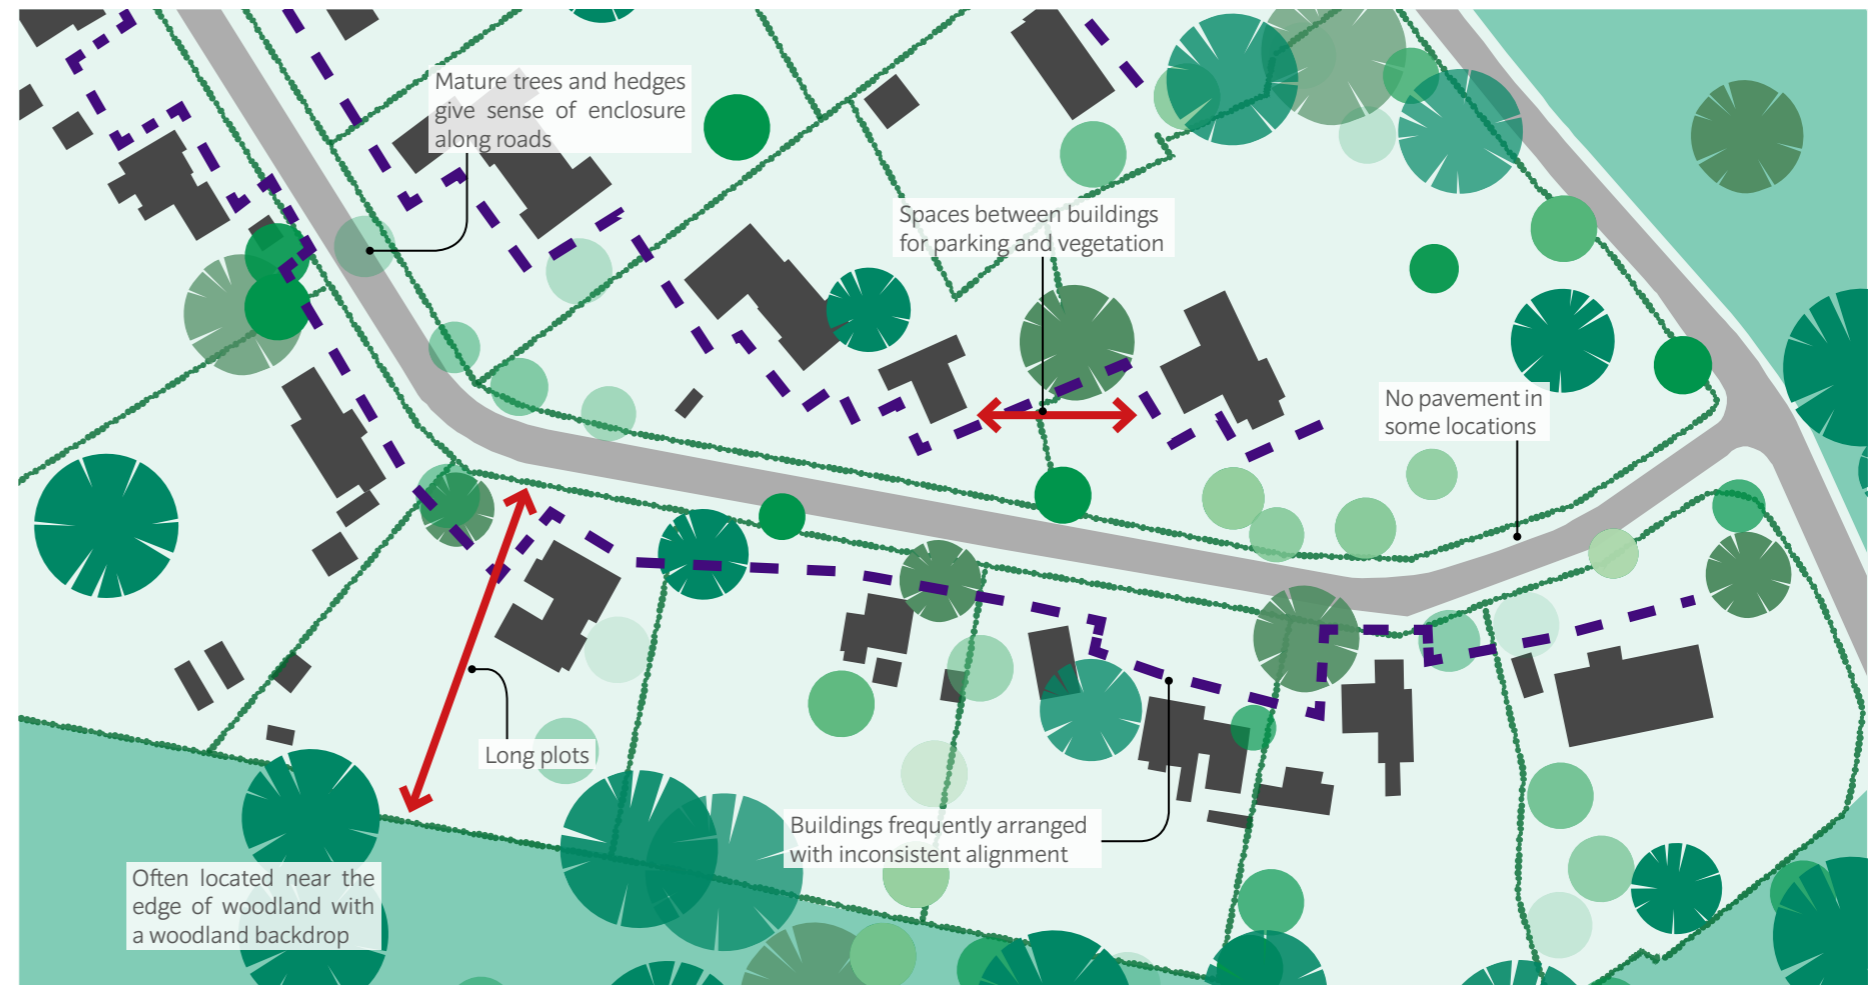 Mature trees and hedges
give sense of enclosure
along roads
Spaces between buildings
for parking and vegetation
No pavement in
some locations
Long plots
Buildings frequently arranged
with inconsistent alignment
Often located near the
edge of woodland with
a woodland backdrop